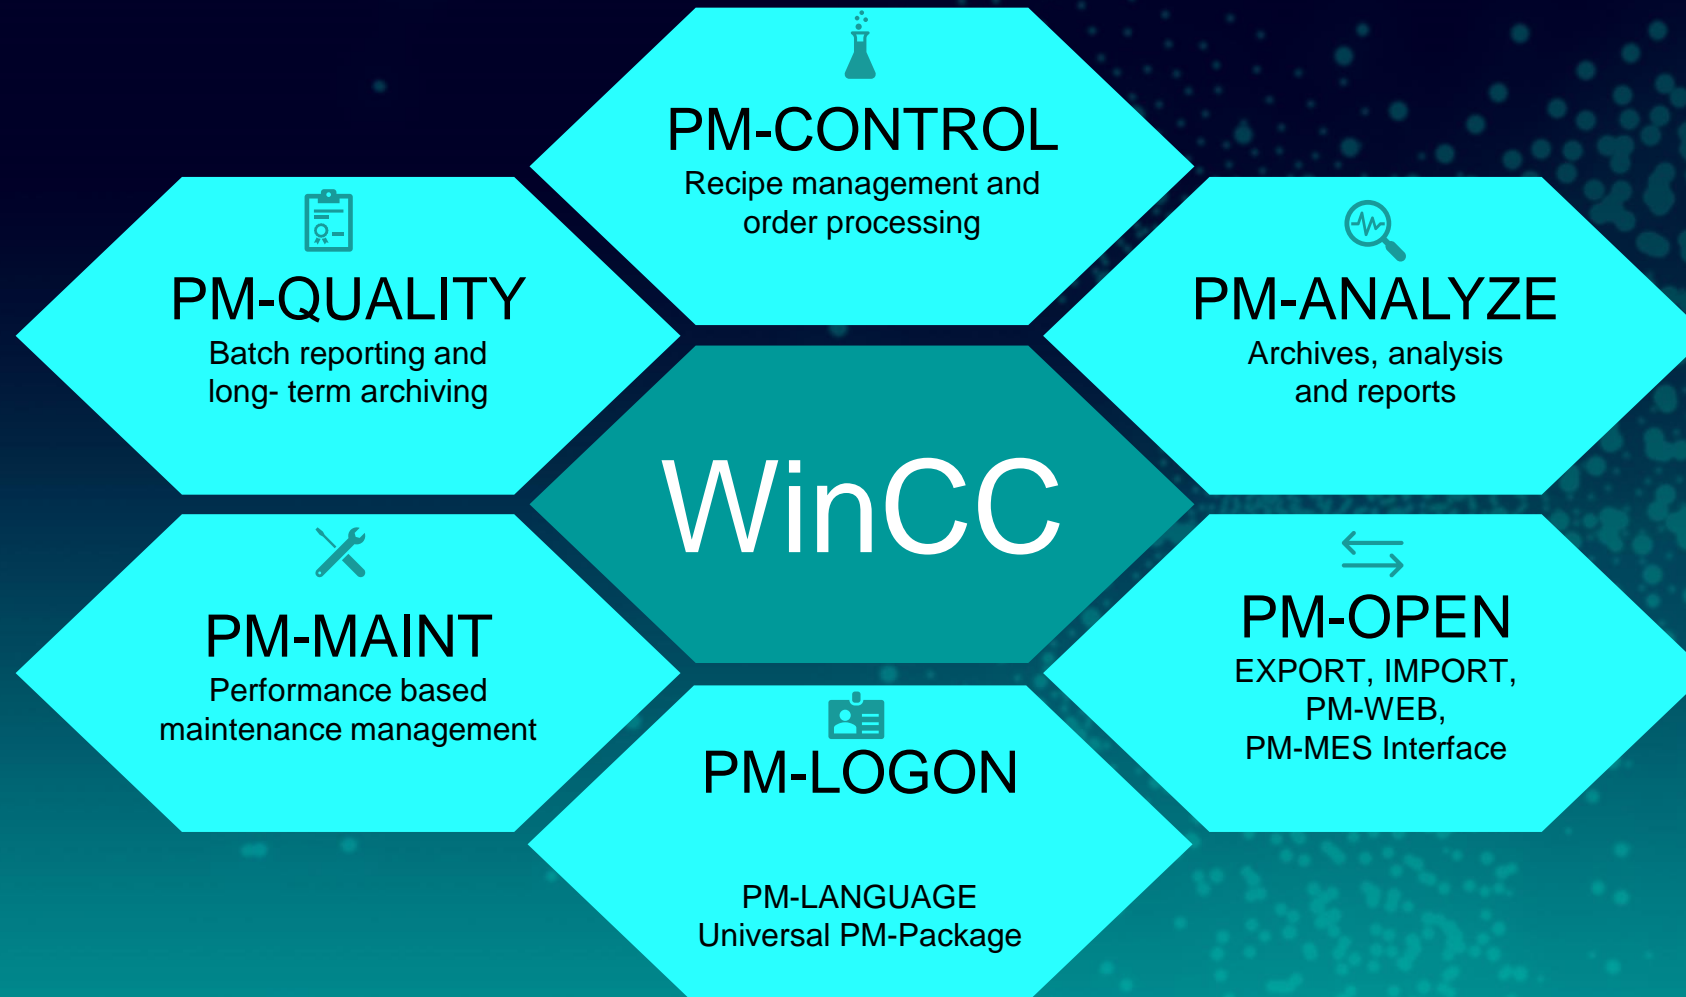 PM-CONTROL
Recipe management and
order processing
PM-QUALITY
Batch reporting and
long- term archiving
PM-ANALYZE
Archives, analysis
and reports
WinCC
PM-MAINT
Performance based
maintenance management
PM-OPEN
EXPORT, IMPORT,
PM-WEB,
PM-MES Interface
PM-LOGON
PM-LANGUAGE
Universal PM-Package